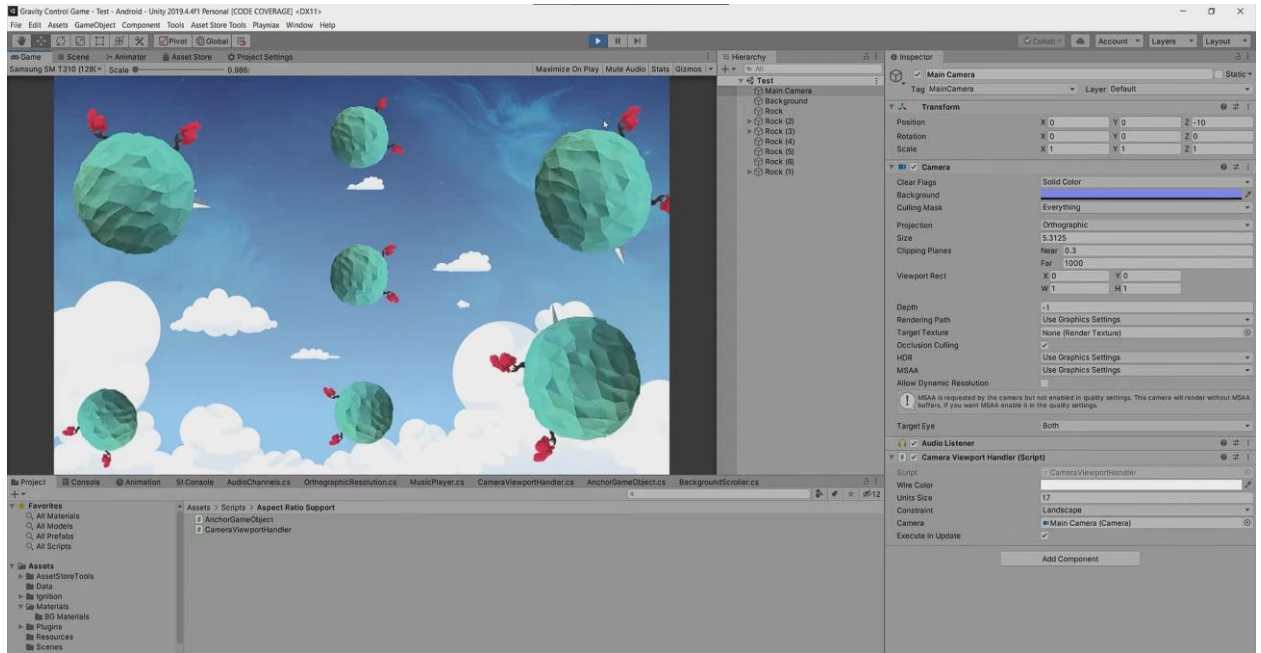 Gravity Control Game - Test - Android - Unity 2019.4.4f1 Personal [CODE COVERAGE] <DX11>
File Edit Assets GameObject Component Tools Asset Store Tools Playniax Window Help
Pivot Global Collab Account Layers Layout
Game Scene Animator Asset Store Project Settings
Samsung SM T310 (128( Scale 0.986: Maximize On Play Mute Audio Stats Gizmos
Hierarchy
All
Test
Main Camera
Background
Rock
Rock (2)
Rock (3)
Rock (4)
Rock (5)
Rock (6)
Rock (1)
Inspector
Main Camera Static
Tag MainCamera Layer Default
Transform
Position X 0 Y 0 Z -10
Rotation X 0 Y 0 Z 0
Scale X 1 Y 1 Z 1
Camera
Clear Flags Solid Color
Background
Culling Mask Everything
Projection Orthographic
Size 5.3125
Clipping Planes Near 0.3
Far 1000
Viewport Rect X 0 Y 0
W 1 H 1
Depth -1
Rendering Path Use Graphics Settings
Target Texture None (Render Texture)
Occlusion Culling
HDR Use Graphics Settings
MSAA Use Graphics Settings
Allow Dynamic Resolution
MSAA is requested by the camera but not enabled in quality settings. This camera will render without MSAA
buffers. If you want MSAA enable it in the quality settings.
Target Eye Both
Audio Listener
Camera Viewport Handler (Script)
Script CameraViewportHandler
Wire Color
Units Size 17
Constraint Landscape
Camera Main Camera (Camera)
Execute In Update
Add Component
Project Console Animation SI Console AudioChannels.cs OrthegraphicResolution.cs MusicPlayer.cs CameraViewportHandler.cs AnchorGameObject.cs BackgroundScroller.cs
12
Favorites
All Materials
All Models
All Prefabs
All Scripts
Assets
AssetStoreTools
Data
Ignition
Materials
BG Materials
Plugins
Resources
Scenes
Assets > Scripts > Aspect Ratio Support
AnchorGameObject
CameraViewportHandler